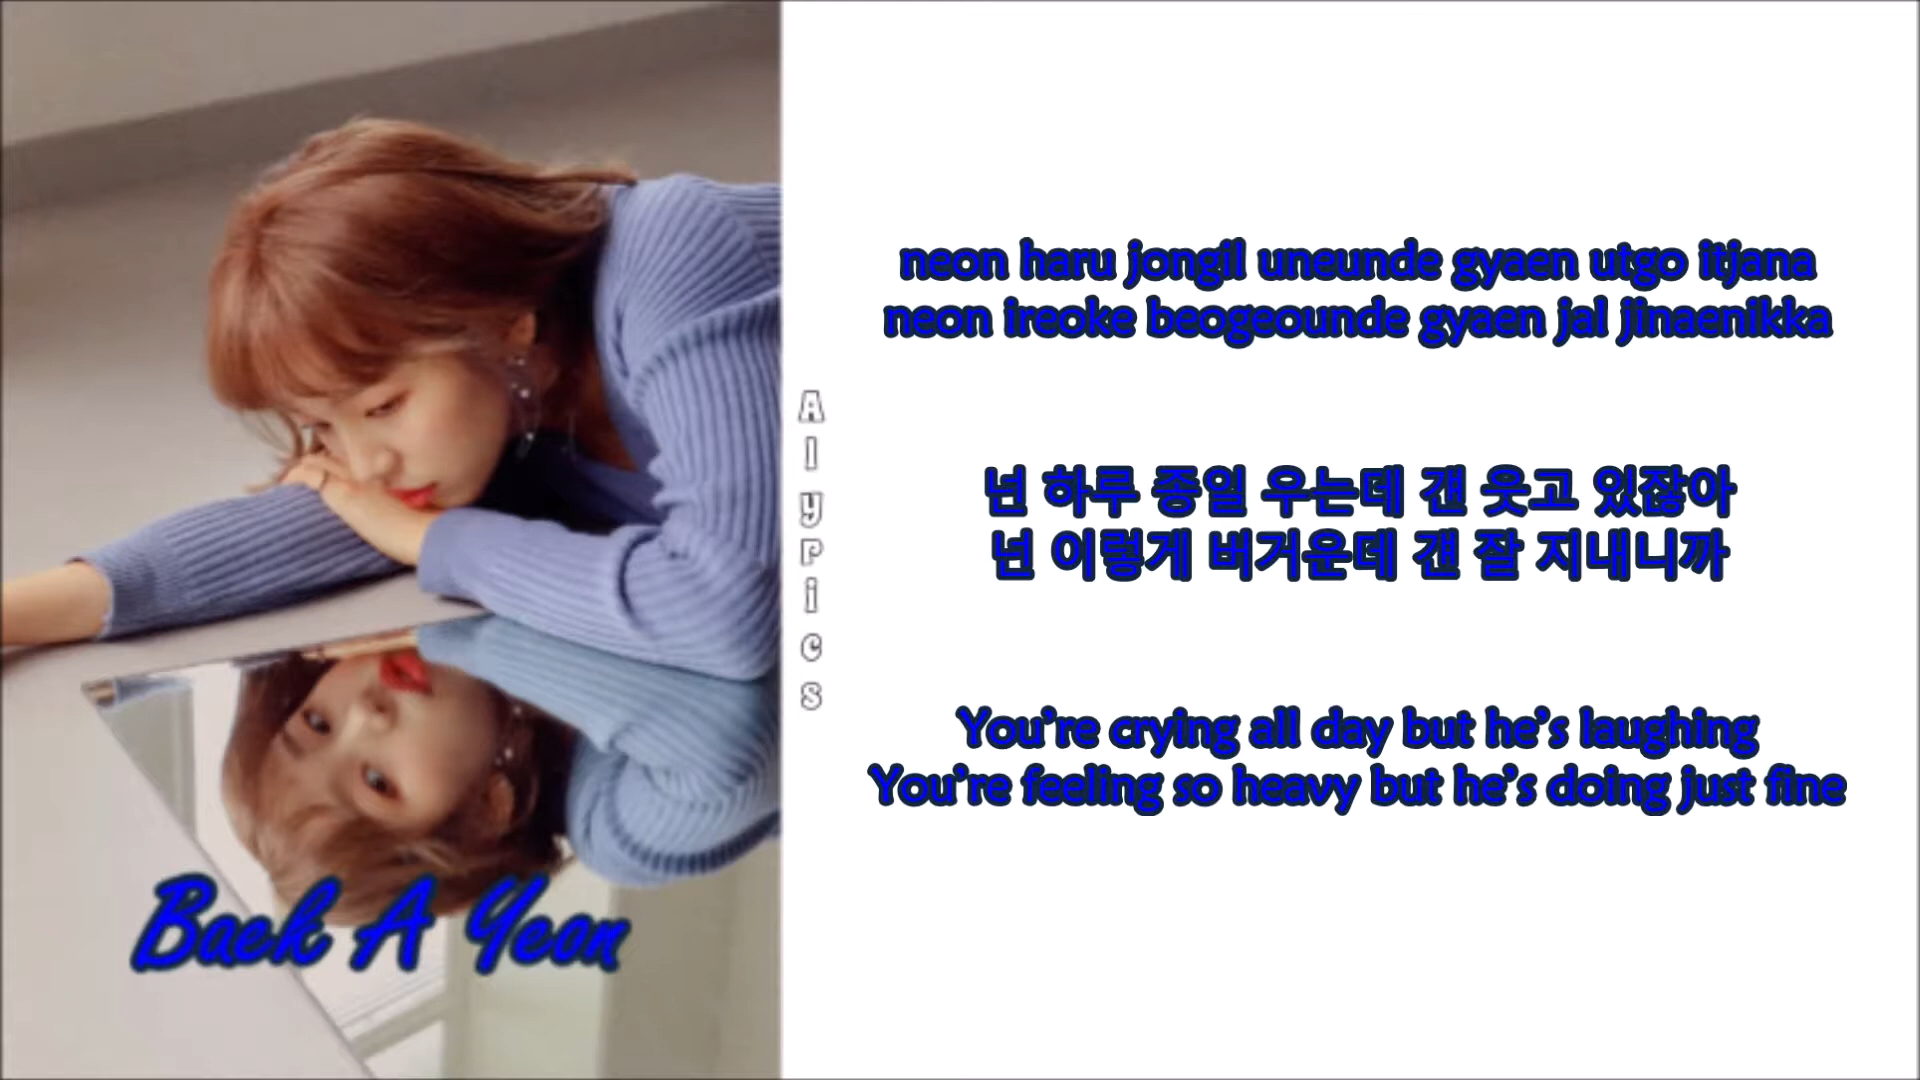 neon haru jongil uneunde gyaen utgo itjana
neon ireoke beogeounde gyaen jal jinaenikka
넌 하루 종일 우는데 걘 웃고 있잖아
넌 이렇게 버거운데 걘 잘 지내니까
You're crying all day but he's laughing
You're feeling so heavy but he's doing just fine
AlyPics
Baek A Yeon